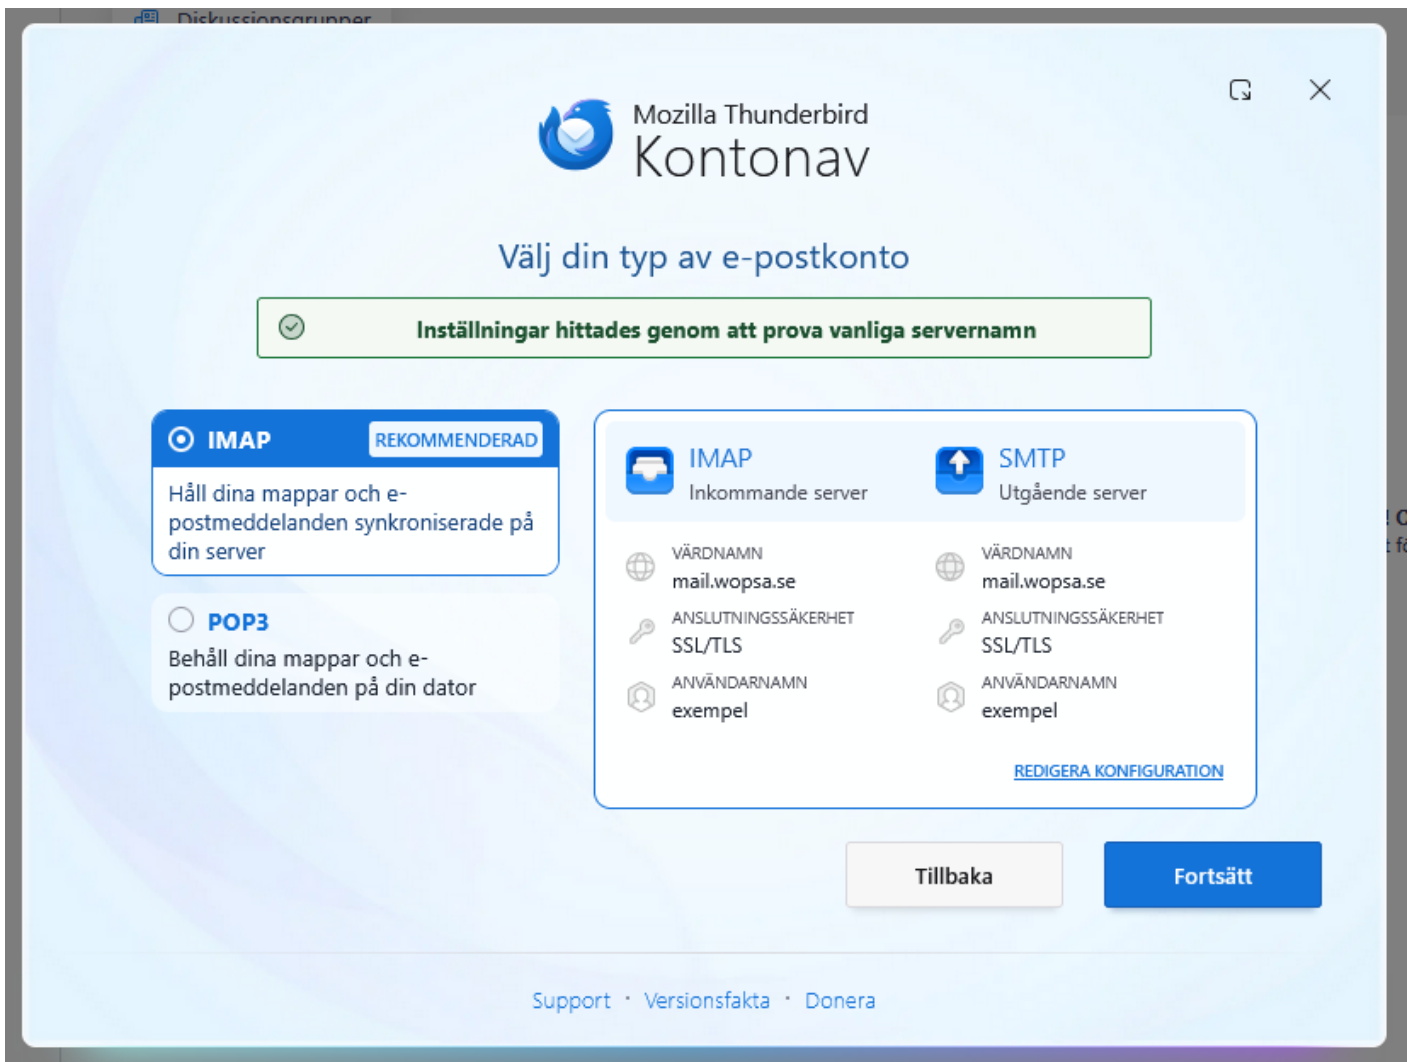 Diskussionsgrupper
Mozilla Thunderbird
Kontonav
Välj din typ av e-postkonto
Inställningar hittades genom att prova vanliga servernamn
IMAP
REKOMMENDERAD
Håll dina mappar och e-
postmeddelanden synkroniserade på
din server
POP3
Behåll dina mappar och e-
postmeddelanden på din dator
IMAP
Inkommande server
VÄRDNAMN
mail.wopsa.se
ANSLUTNINGSSÄKERHET
SSL/TLS
ANVÄNDARNAMN
exempel
SMTP
Utgående server
VÄRDNAMN
mail.wopsa.se
ANSLUTNINGSSÄKERHET
SSL/TLS
ANVÄNDARNAMN
exempel
REDIGERA KONFIGURATION
Tillbaka
Fortsätt
Support · Versionsfakta · Donera